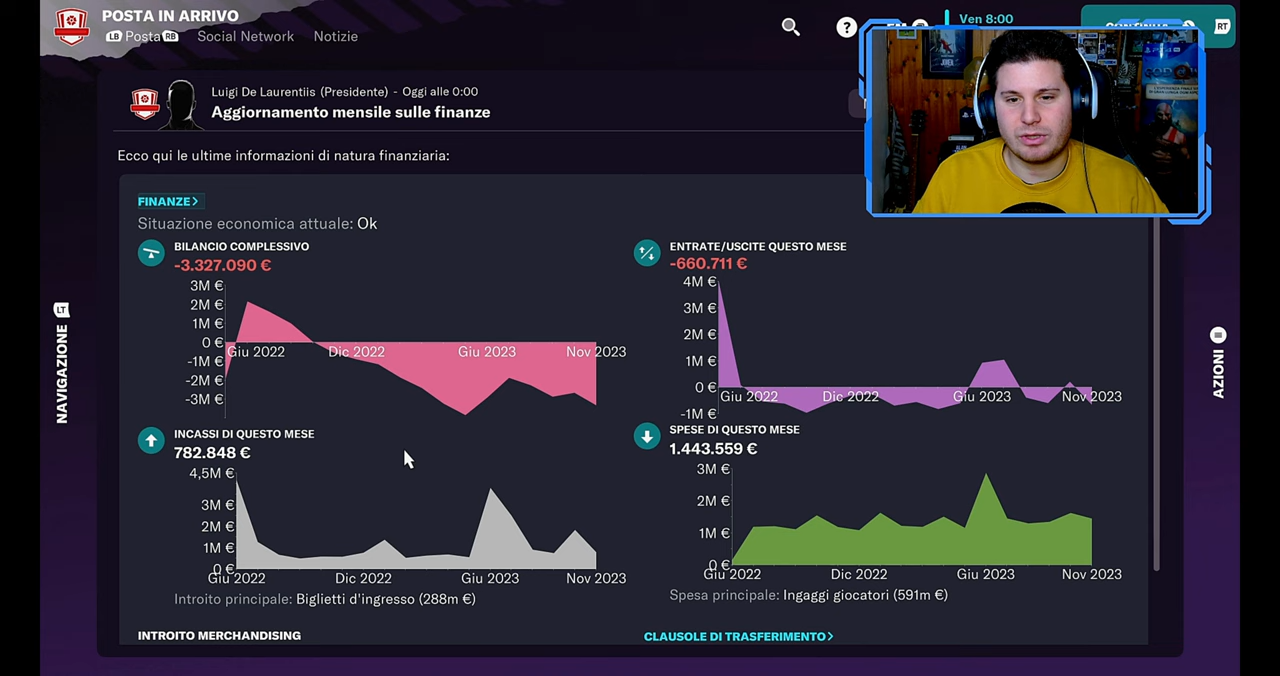 POSTA IN ARRIVO
LB Posta RB Social Network Notizie
Ven 8:00
RT
Luigi De Laurentiis (Presidente) - Oggi alle 0:00
Aggiornamento mensile sulle finanze
Ecco qui le ultime informazioni di natura finanziaria:
FINANZE >
Situazione economica attuale: Ok
BILANCIO COMPLESSIVO
-3.327.090 €
3M €
2M €
1M €
0 €
-1M €
-2M €
-3M €
Giu 2022 Dic 2022 Giu 2023 Nov 2023
ENTRATE/USCITE QUESTO MESE
-660.711 €
4M €
3M €
2M €
1M €
0 €
-1M €
Giu 2022 Dic 2022 Giu 2023 Nov 2023
INCASSI DI QUESTO MESE
782.848 €
4,5M €
3M €
2M €
1M €
0 €
Giu 2022 Dic 2022 Giu 2023 Nov 2023
Introito principale: Biglietti d'ingresso (288m €)
SPESE DI QUESTO MESE
1.443.559 €
3M €
2M €
1M €
0 €
Giu 2022 Dic 2022 Giu 2023 Nov 2023
Spesa principale: Ingaggi giocatori (591m €)
INTROITO MERCHANDISING
CLAUSOLE DI TRASFERIMENTO >
LT
NAVIGAZIONE
AZIONI